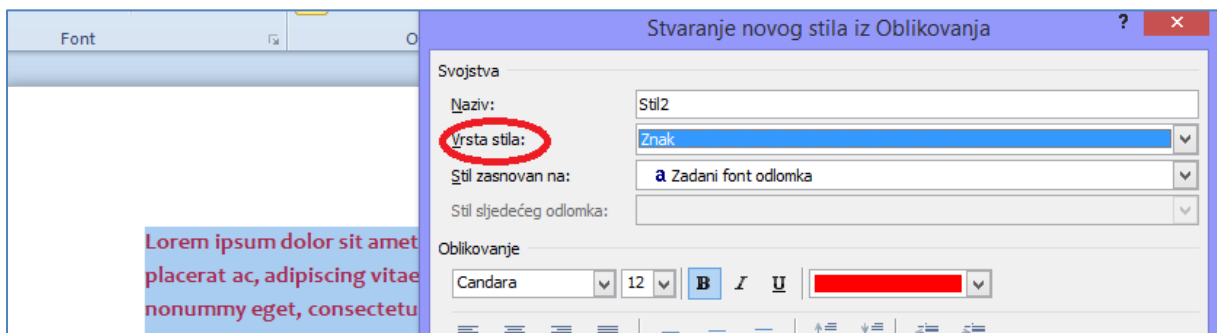 Font
O
Stvaranje novog stila iz Oblikovanja
?
Svojstva
Naziv: Stil2
Vrsta stila: Znak
Stil zasnovan na: a Zadani font odlomka
Stil sljedećeg odlomka:
Oblikovanje
Candara 12 B I U
Lorem ipsum dolor sit amet
placerat ac, adipiscing vitae
nonummy eget, consectetu